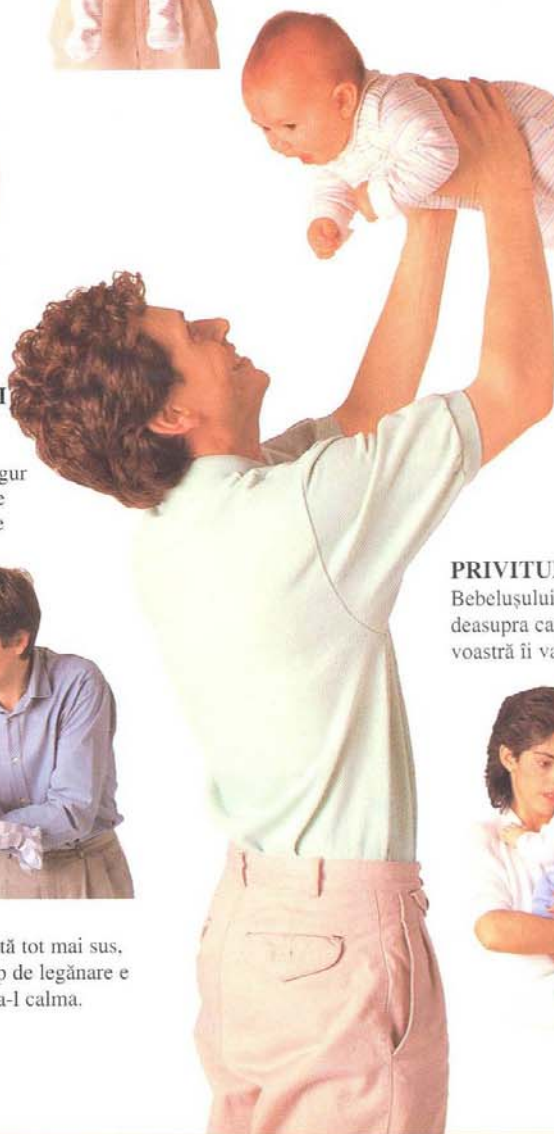 I
gur
e
e
PRIVITU
Bebelușului
deasupra ca
voastră îi va
tă tot mai sus,
p de legănare e
a-l calma.